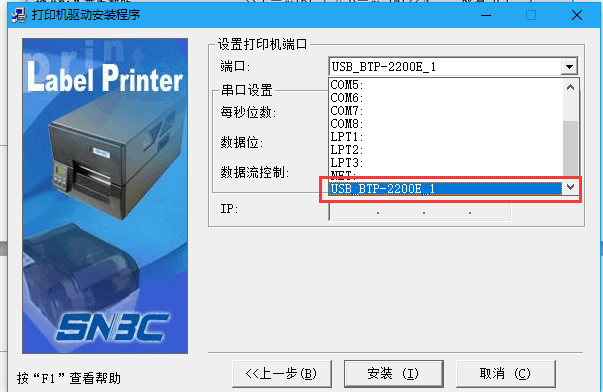 打印机驱动安装程序
Label Printer
设置打印机端口
端口:
USB_BTP-2200E_1
COM5:
COM6:
COM7:
COM8:
LPT1:
LPT2:
LPT3:
NET:
USB_BTP-2200E_1
串口设置
每秒位数:
数据位:
数据流控制:
IP:
. . .
SNBC
按“F1”查看帮助
<<上一步(B)
安装 (I)
取消 (C)